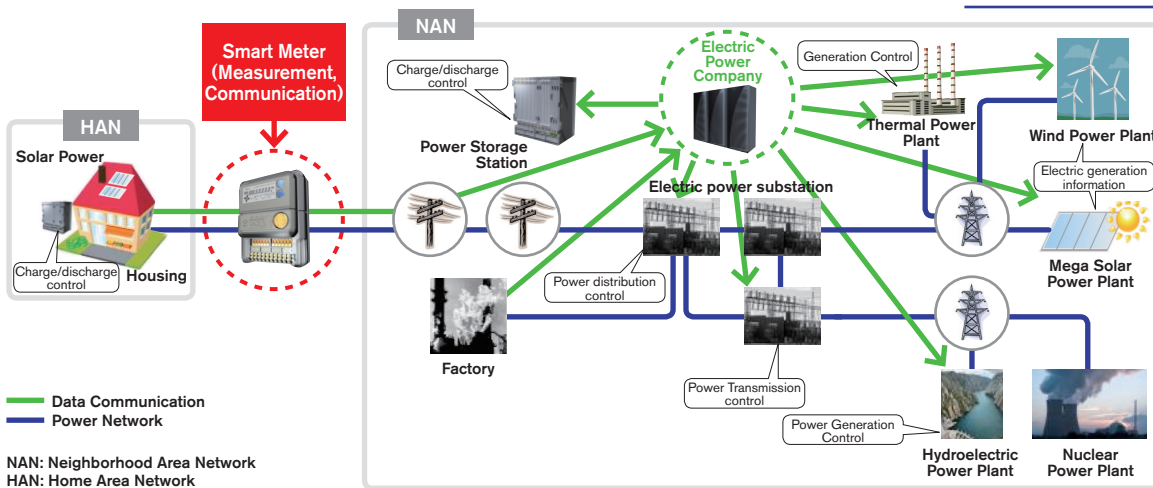 NAN
Smart Meter
(Measurement,
Communication)
HAN
Solar Power
Charge/discharge
control
Housing
Charge/discharge
control
Power Storage
Station
Electric
Power
Company
Generation Control
Thermal Power
Plant
Wind Power Plant
Electric generation
information
Mega Solar
Power Plant
Electric power substation
Power distribution
control
Factory
Power Transmission
control
Power Generation
Control
Hydroelectric
Power Plant
Nuclear
Power Plant
Data Communication
Power Network
NAN: Neighborhood Area Network
HAN: Home Area Network